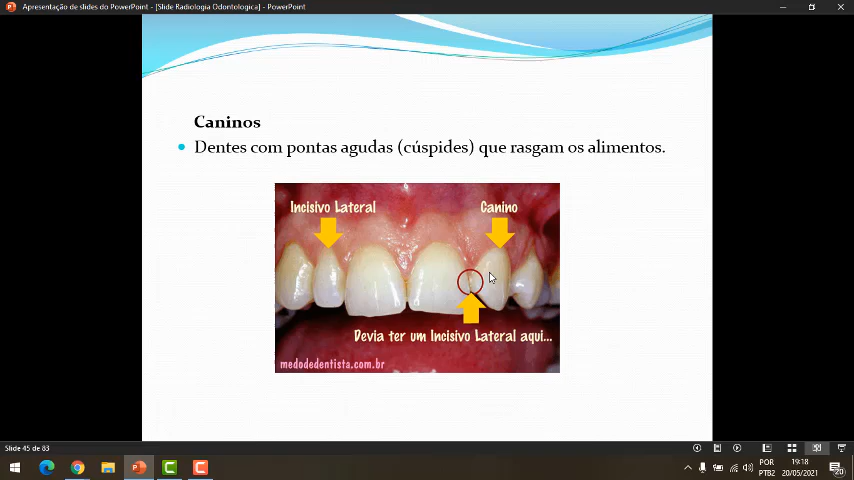 Apresentação de slides do PowerPoint - [Slide Radiologia Odontologica] - PowerPoint
Caninos
Dentes com pontas agudas (cúspides) que rasgam os alimentos.
Incisivo Lateral
Canino
Devia ter um Incisivo Lateral aqui...
medodedentista.com.br
Slide 45 de 83
POR
PTB2
19:18
20/05/2021
20